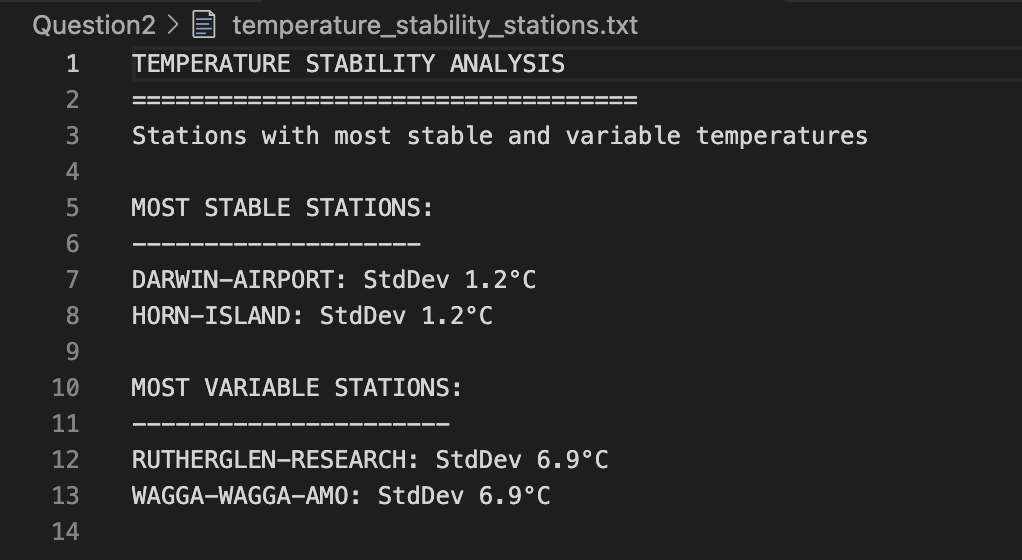 Question2 > temperature_stability_stations.txt
1 TEMPERATURE STABILITY ANALYSIS
2 ===================================
3 Stations with most stable and variable temperatures
4
5 MOST STABLE STATIONS:
6 --------------------
7 DARWIN-AIRPORT: StdDev 1.2°C
8 HORN-ISLAND: StdDev 1.2°C
9
10 MOST VARIABLE STATIONS:
11 ----------------------
12 RUTHERGLEN-RESEARCH: StdDev 6.9°C
13 WAGGA-WAGGA-AMO: StdDev 6.9°C
14